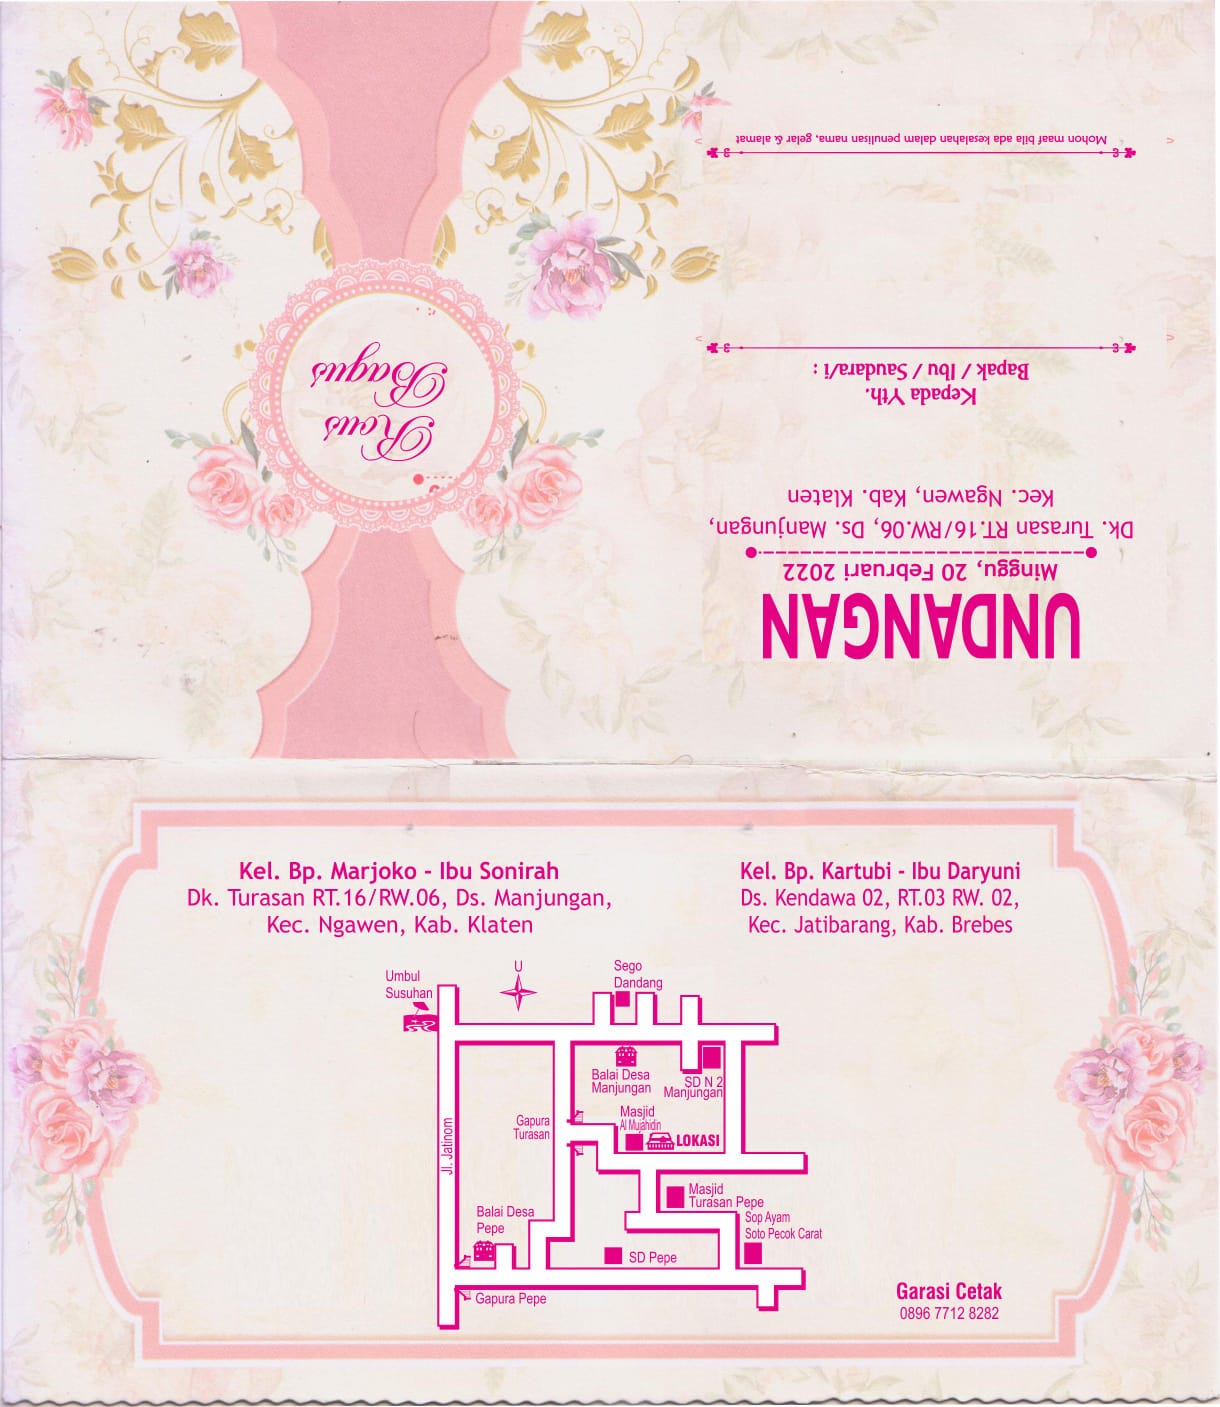 UNDANGAN
Minggu, 20 Februari 2022
Dk. Turasan RT.16/RW.06, Ds. Manjungan,
Kec. Ngawen, Kab. Klaten
Kepada Yth.
Bapak / Ibu / Saudara/i :
Mohon maaf bila ada kesalahan dalam penulisan nama, gelar & alamat
Rous
Bagus
Kel. Bp. Marjoko - Ibu Sonirah
Dk. Turasan RT.16/RW.06, Ds. Manjungan,
Kec. Ngawen, Kab. Klaten
Kel. Bp. Kartubi - Ibu Daryuni
Ds. Kendawa 02, RT.03 RW. 02,
Kec. Jatibarang, Kab. Brebes
Umbul
Susuhan
U
Sego
Dandang
Balai Desa
Manjungan
SD N 2
Manjungan
Masjid
Al Mujahidin
LOKASI
Gapura
Turasan
Jl. Jatinom
Masjid
Turasan Pepe
Sop Ayam
Soto Pecok Carat
Balai Desa
Pepe
SD Pepe
Gapura Pepe
Garasi Cetak
0896 7712 8282